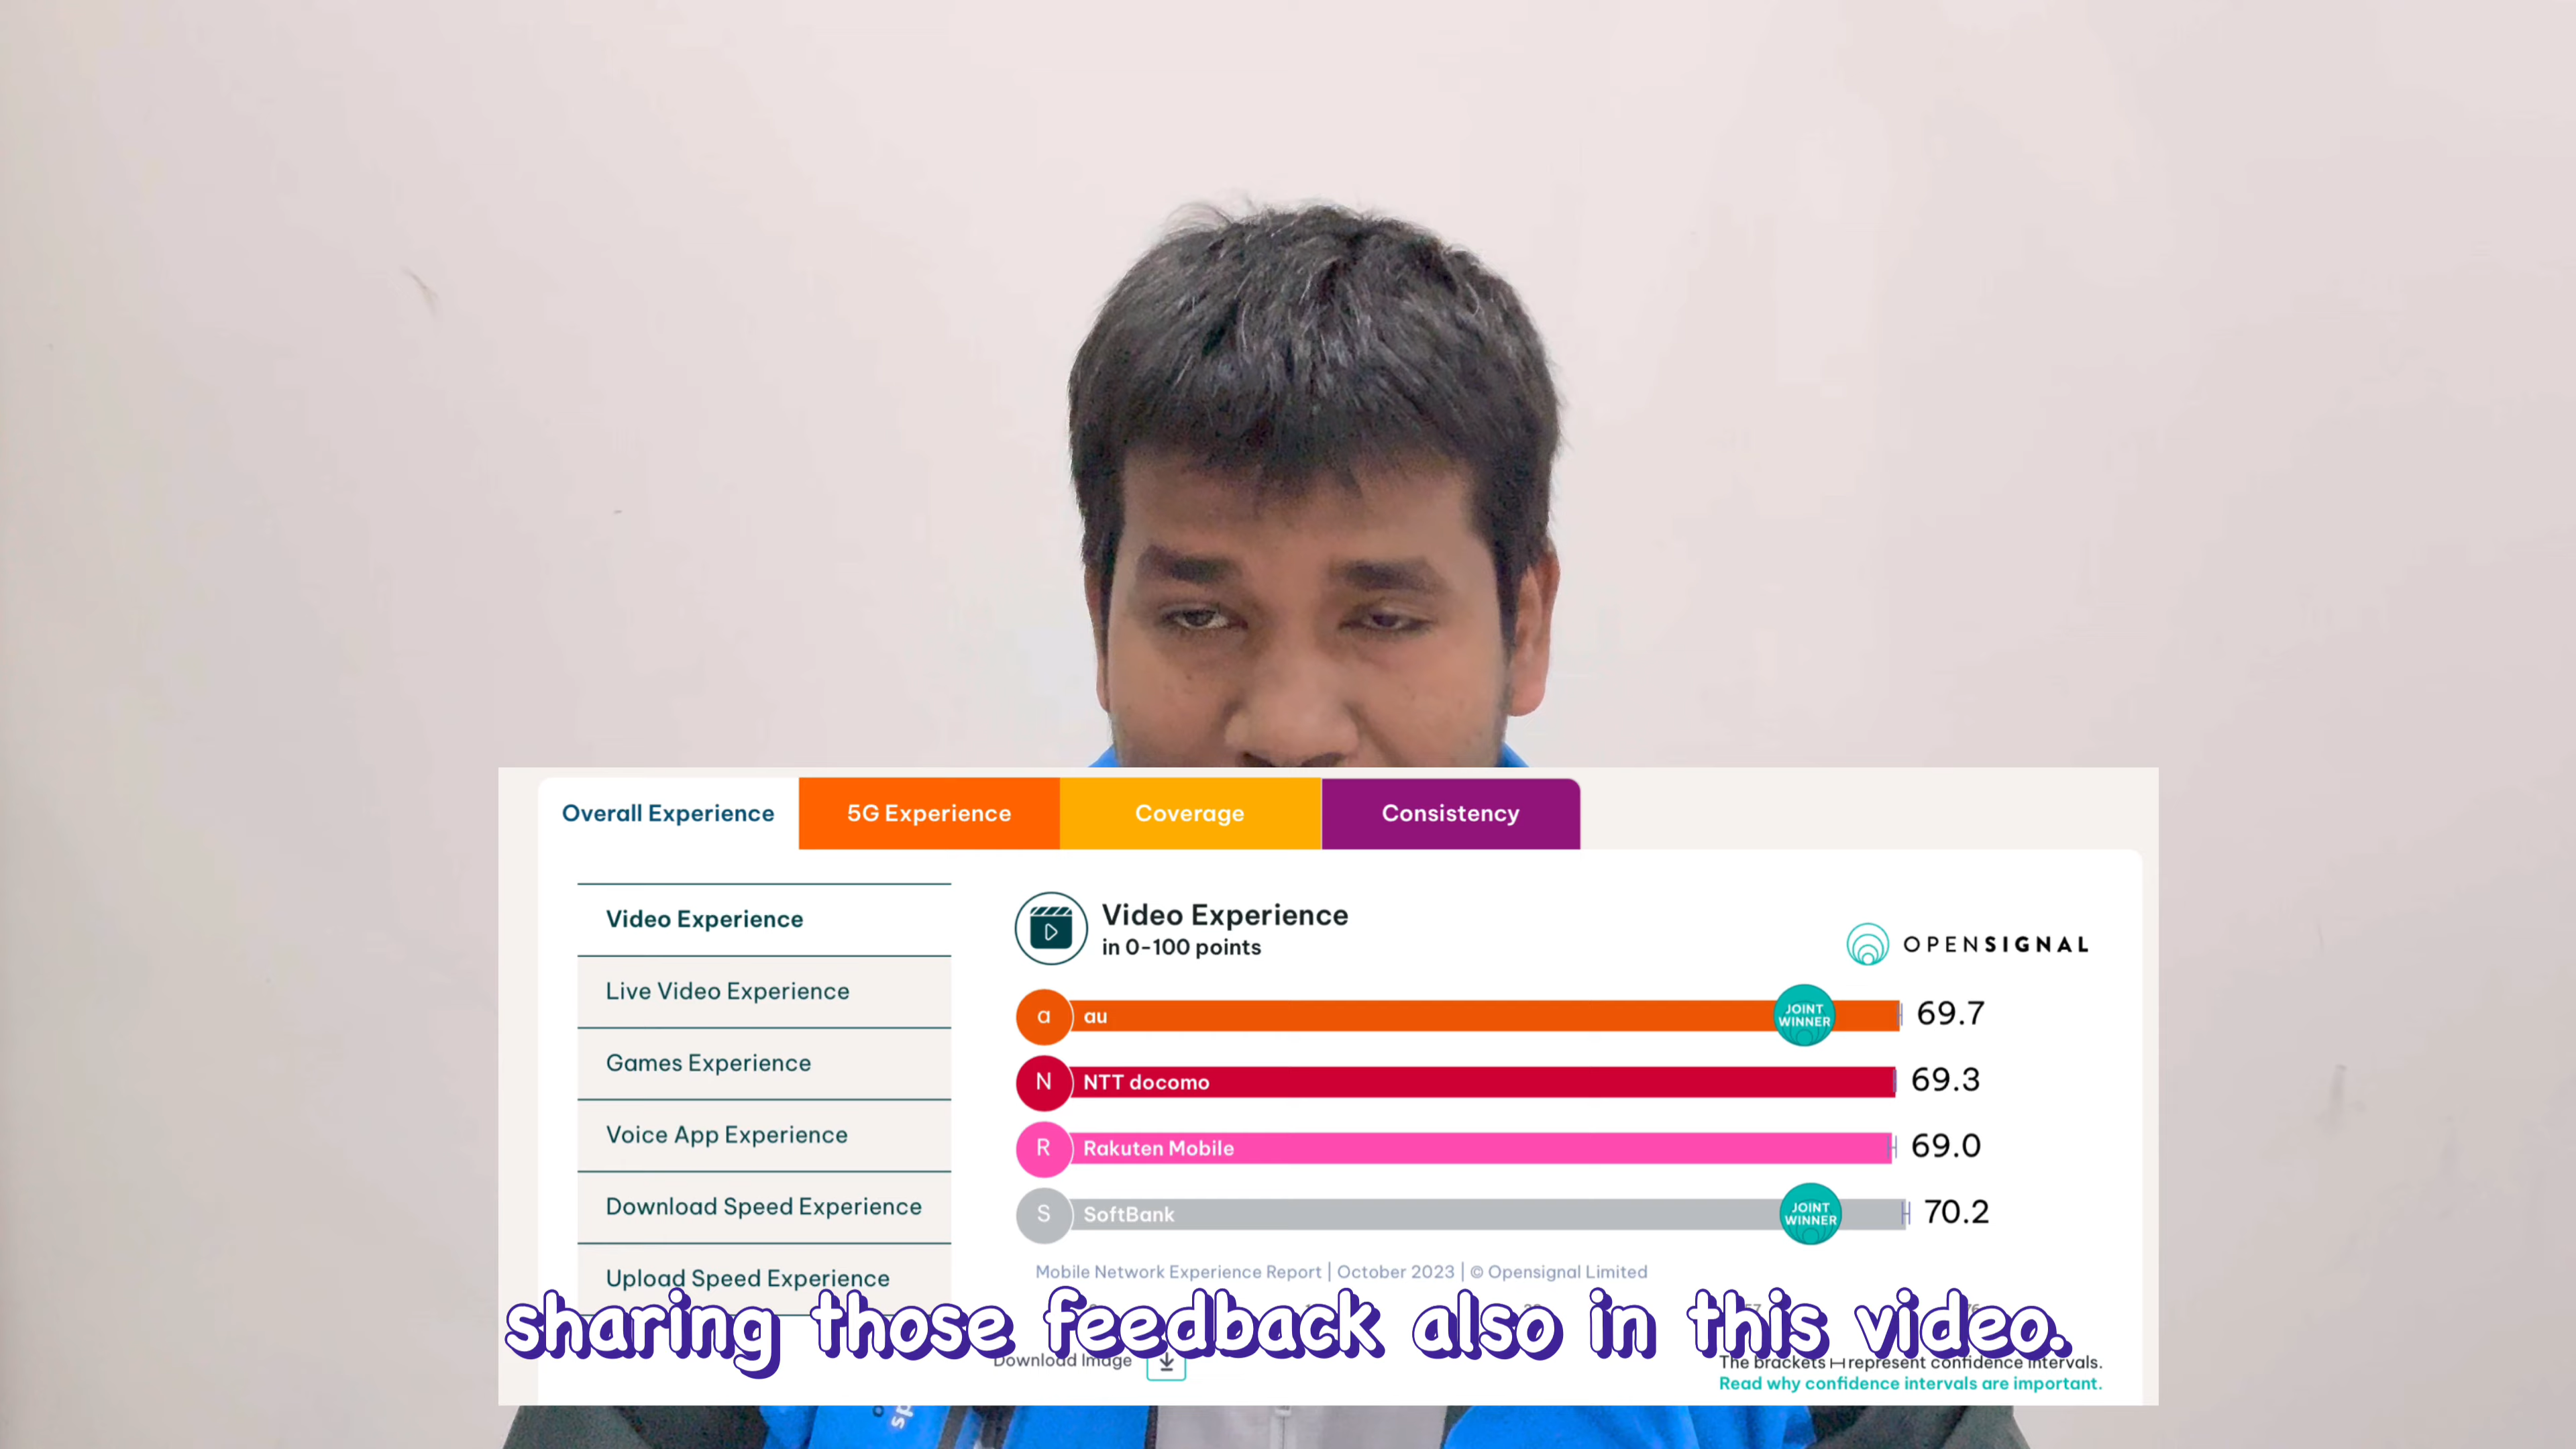 Overall Experience
5G Experience
Coverage
Consistency
Video Experience
Live Video Experience
Games Experience
Voice App Experience
Download Speed Experience
Upload Speed Experience
Video Experience
in 0-100 points
OPENSIGNAL
a au JOINT WINNER 69.7
N NTT docomo 69.3
R Rakuten Mobile 69.0
S SoftBank JOINT WINNER 70.2
Mobile Network Experience Report | October 2023 | © Opensignal Limited
sharing those feedback also in this video.
Download Image
The brackets represent confidence intervals.
Read why confidence intervals are important.